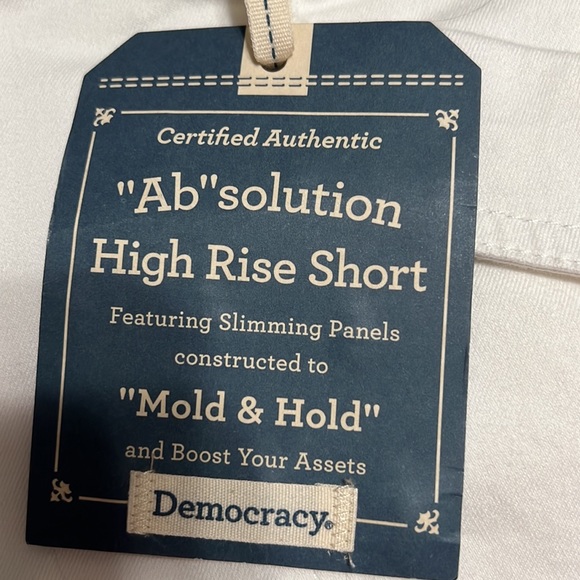 Certified Authentic
"Ab"solution
High Rise Short
Featuring Slimming Panels
constructed to
"Mold & Hold"
and Boost Your Assets
Democracy®